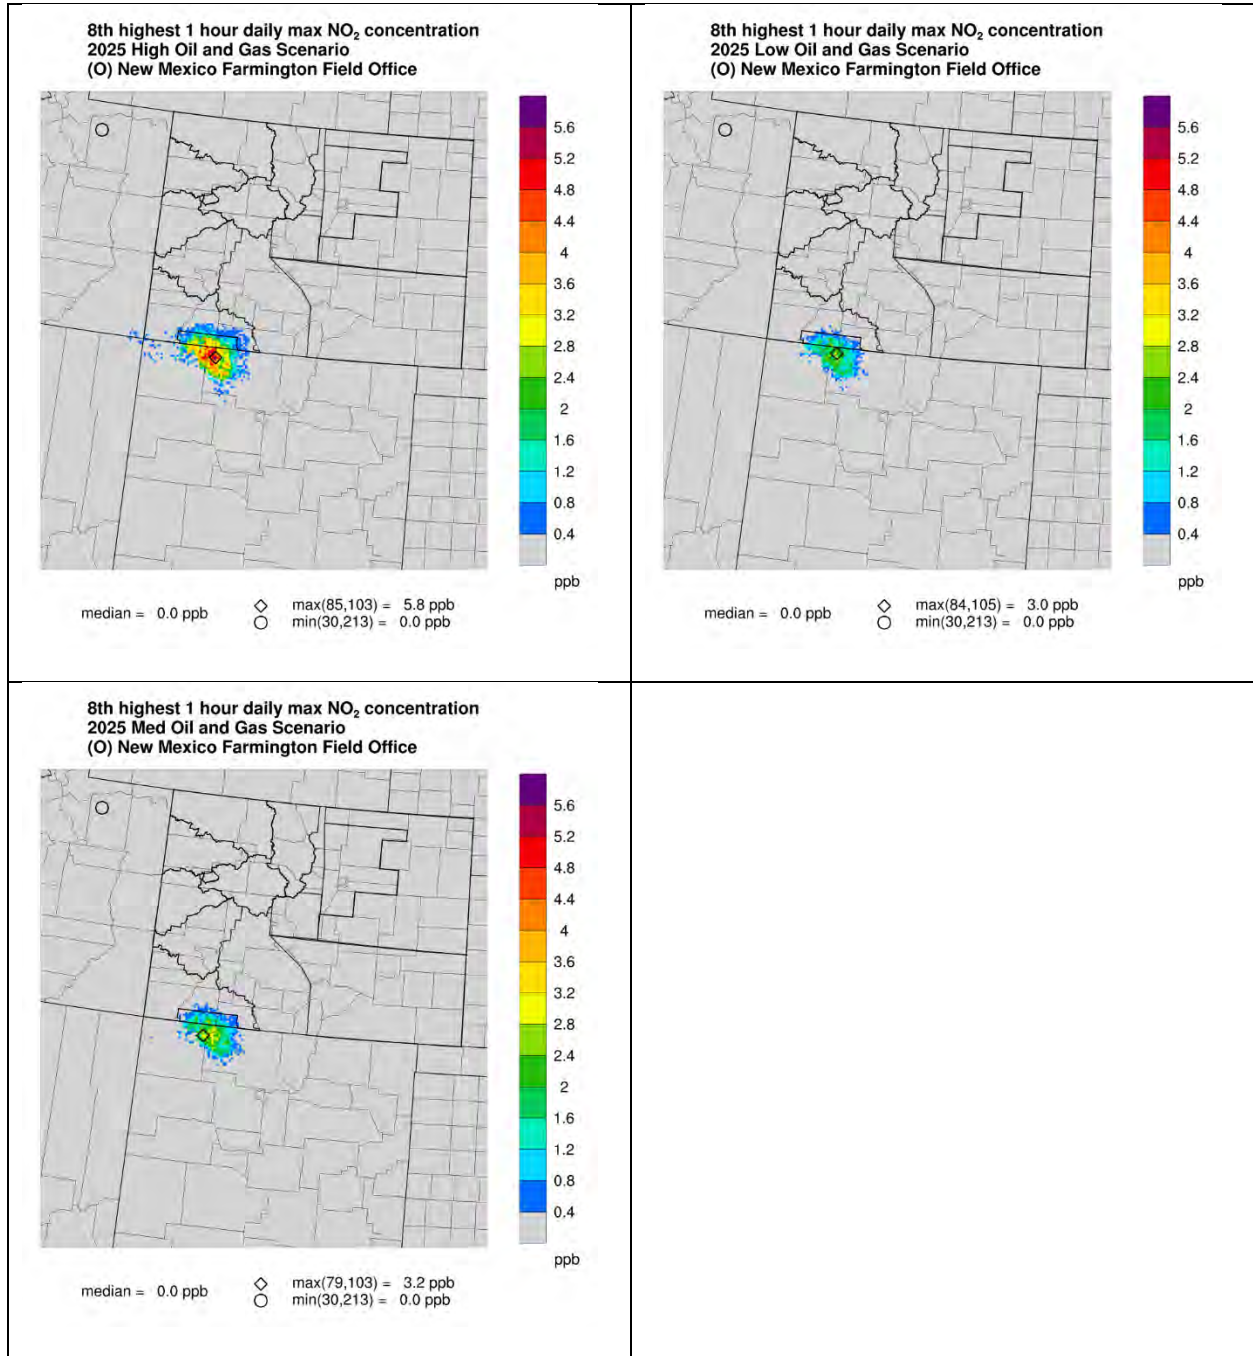 8th highest 1 hour daily max NO₂ concentration
2025 High Oil and Gas Scenario
(O) New Mexico Farmington Field Office
5.6
5.2
4.8
4.4
4
3.6
3.2
2.8
2.4
2
1.6
1.2
0.8
0.4
ppb
median = 0.0 ppb
max(85,103) = 5.8 ppb
min(30,213) = 0.0 ppb
8th highest 1 hour daily max NO₂ concentration
2025 Low Oil and Gas Scenario
(O) New Mexico Farmington Field Office
5.6
5.2
4.8
4.4
4
3.6
3.2
2.8
2.4
2
1.6
1.2
0.8
0.4
ppb
median = 0.0 ppb
max(84,105) = 3.0 ppb
min(30,213) = 0.0 ppb
8th highest 1 hour daily max NO₂ concentration
2025 Med Oil and Gas Scenario
(O) New Mexico Farmington Field Office
5.6
5.2
4.8
4.4
4
3.6
3.2
2.8
2.4
2
1.6
1.2
0.8
0.4
ppb
median = 0.0 ppb
max(79,103) = 3.2 ppb
min(30,213) = 0.0 ppb